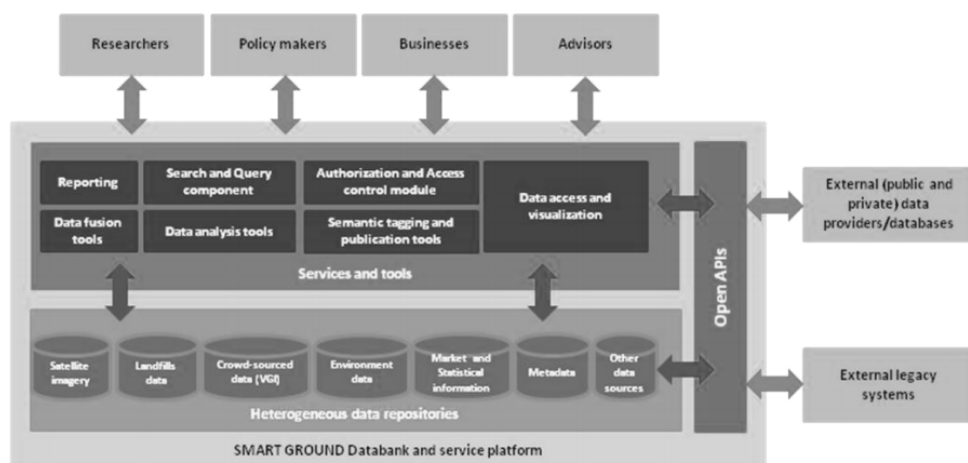 Researchers
Policy makers
Businesses
Advisors
Reporting
Search and Query
component
Authorization and Access
control module
Data access and
visualization
Data fusion
tools
Data analysis tools
Semantic tagging and
publication tools
Services and tools
Open APIs
External (public and
private) data
providers/databases
Satellite
imagery
Landfills
data
Crowd-sourced
data (VGI)
Environment
data
Market and
Statistical
information
Metadata
Other
data
sources
Heterogeneous data repositories
External legacy
systems
SMART GROUND Databank and service platform